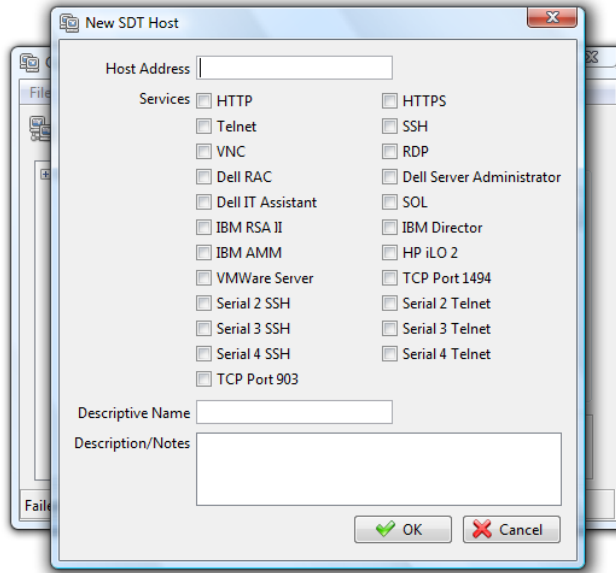 New SDT Host
File
Host Address
Services
HTTP HTTPS
Telnet SSH
VNC RDP
Dell RAC Dell Server Administrator
Dell IT Assistant SOL
IBM RSA II IBM Director
IBM AMM HP iLO 2
VMWare Server TCP Port 1494
Serial 2 SSH Serial 2 Telnet
Serial 3 SSH Serial 3 Telnet
Serial 4 SSH Serial 4 Telnet
TCP Port 903
Descriptive Name
Description/Notes
OK Cancel